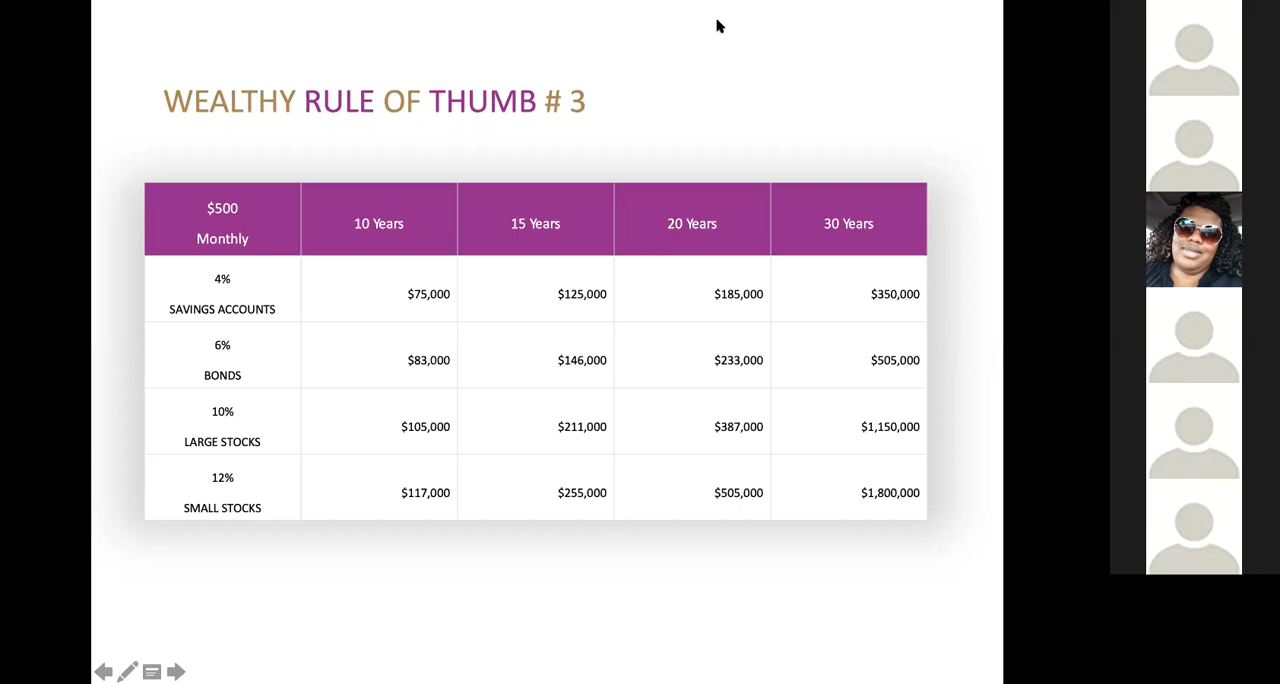 WEALTHY RULE OF THUMB # 3
$500
Monthly
10 Years
15 Years
20 Years
30 Years
4%
SAVINGS ACCOUNTS
$75,000
$125,000
$185,000
$350,000
6%
BONDS
$83,000
$146,000
$233,000
$505,000
10%
LARGE STOCKS
$105,000
$211,000
$387,000
$1,150,000
12%
SMALL STOCKS
$117,000
$255,000
$505,000
$1,800,000